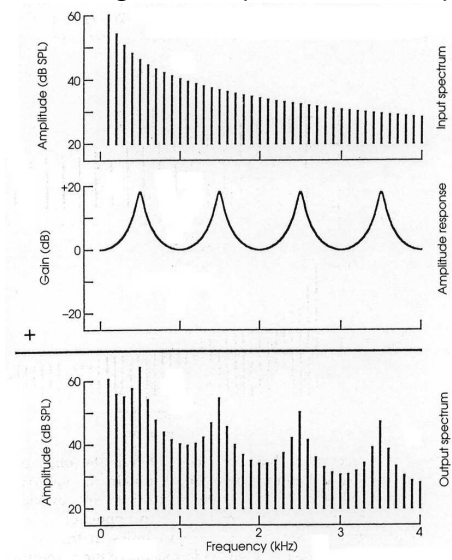 60
40
20
Amplitude (dB SPL)
Input spectrum
+20
0
−20
Gain (dB)
Amplitude response
+
60
40
20
Amplitude (dB SPL)
Output spectrum
0 1 2 3 4
Frequency (kHz)